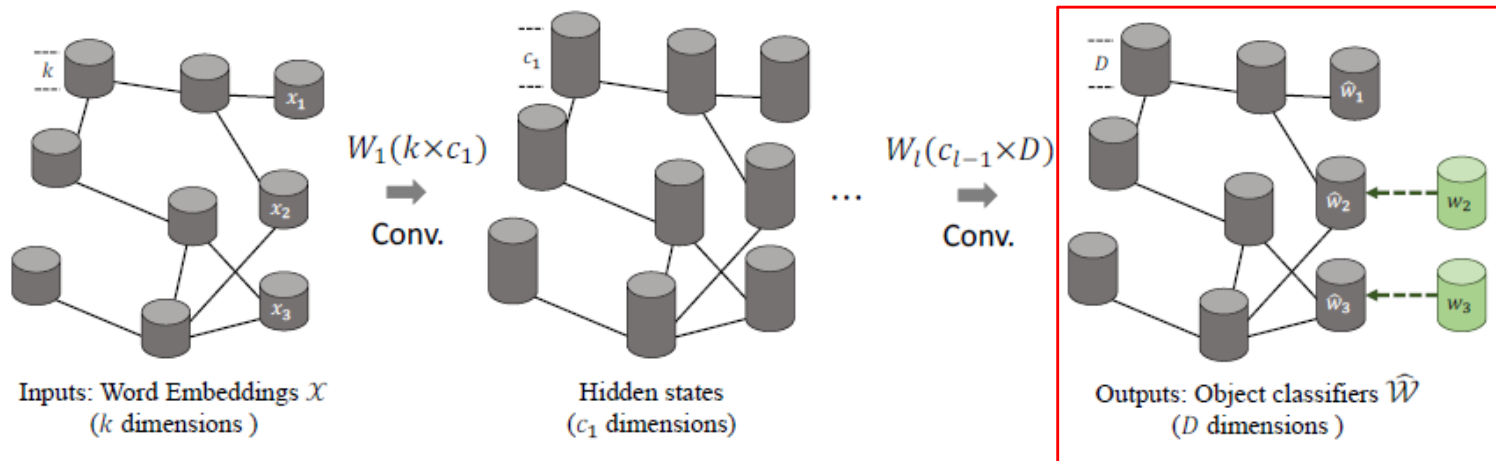 k
x₁
x₂
x₃
Inputs: Word Embeddings 𝒳
(k dimensions )
W₁(k×c₁)
Conv.
c₁
Hidden states
(c₁ dimensions)
...
Wₗ(cₗ₋₁×D)
Conv.
D
ŵ₁
ŵ₂
w₂
ŵ₃
w₃
Outputs: Object classifiers 𝒲̂
(D dimensions )